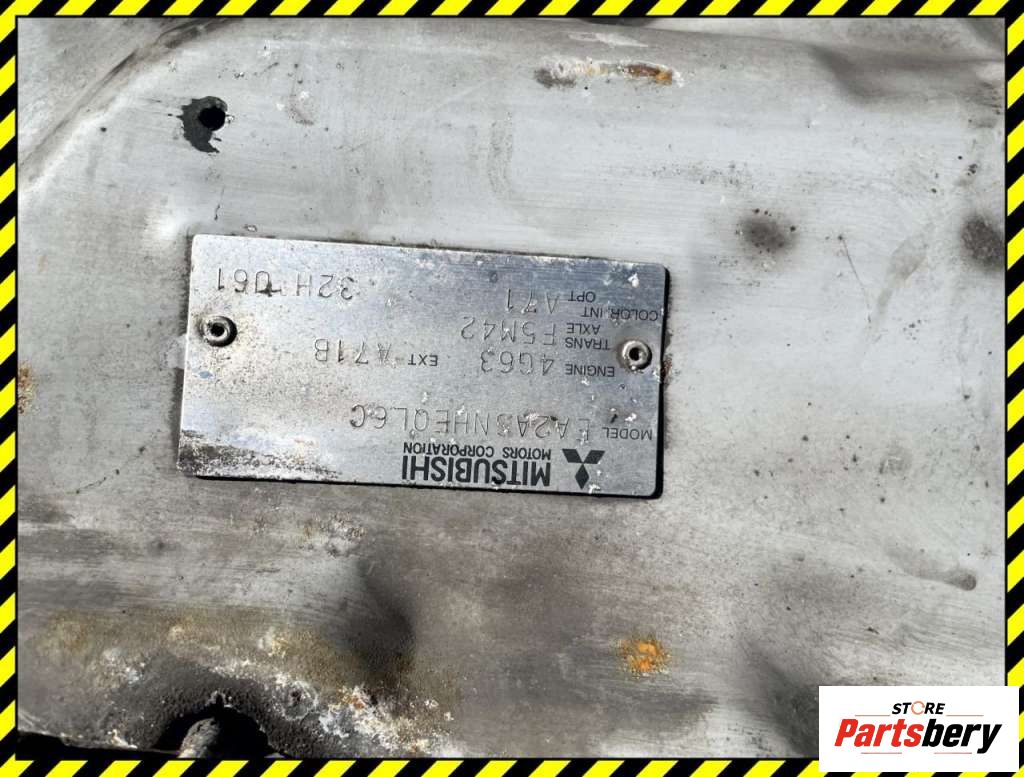 MITSUBISHI
MOTORS CORPORATION
MODEL EA2A5NHEQL6C
ENGINE 4G63 EXT A71B
TRANS AXLE F5M42
COLOR, INT OPT A71 32H U61
STORE
Partsbery